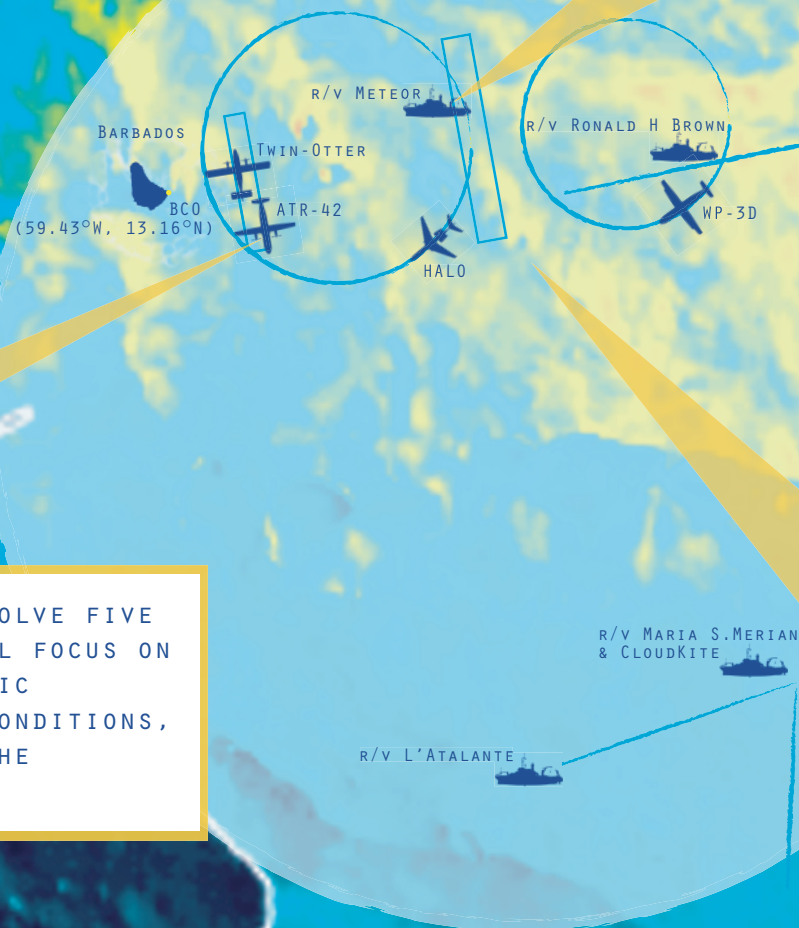 R/V METEOR
R/V RONALD H BROWN
BARBADOS
TWIN-OTTER
BCO
(59.43°W, 13.16°N)
ATR-42
WP-3D
HALO
OLVE FIVE
L FOCUS ON
IC
ONDITIONS,
HE
R/V MARIA S.MERIAN
& CLOUDKITE
R/V L'ATALANTE